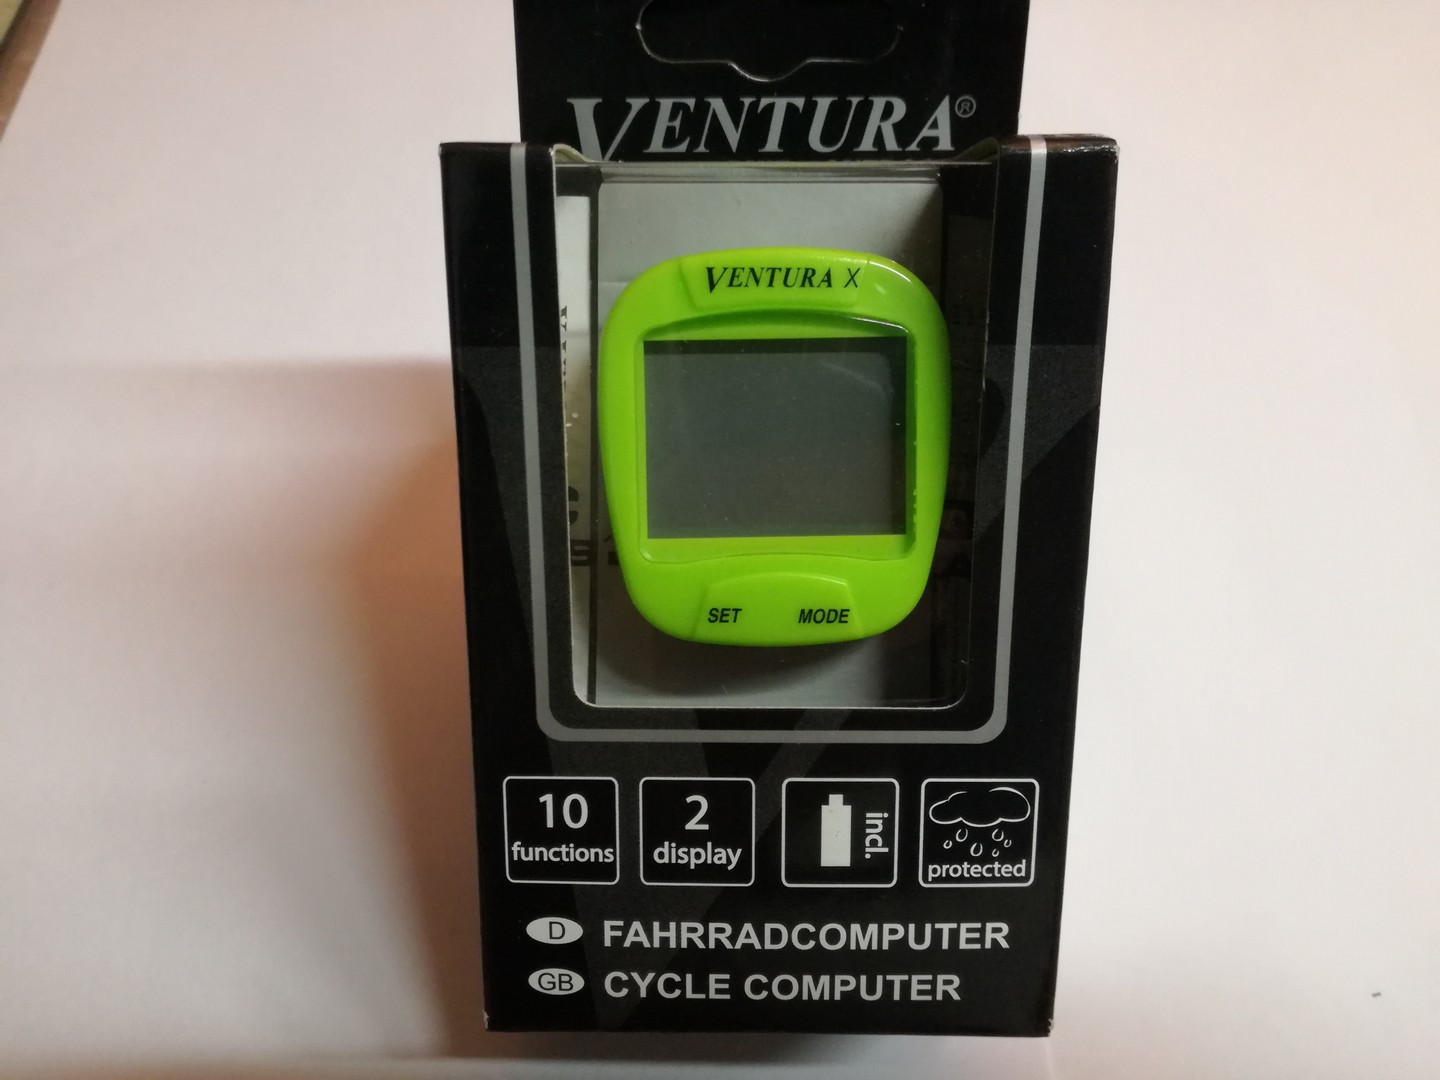 VENTURA®
VENTURA X
SET MODE
10
functions
2
display
incl.
protected
D FAHRRADCOMPUTER
GB CYCLE COMPUTER